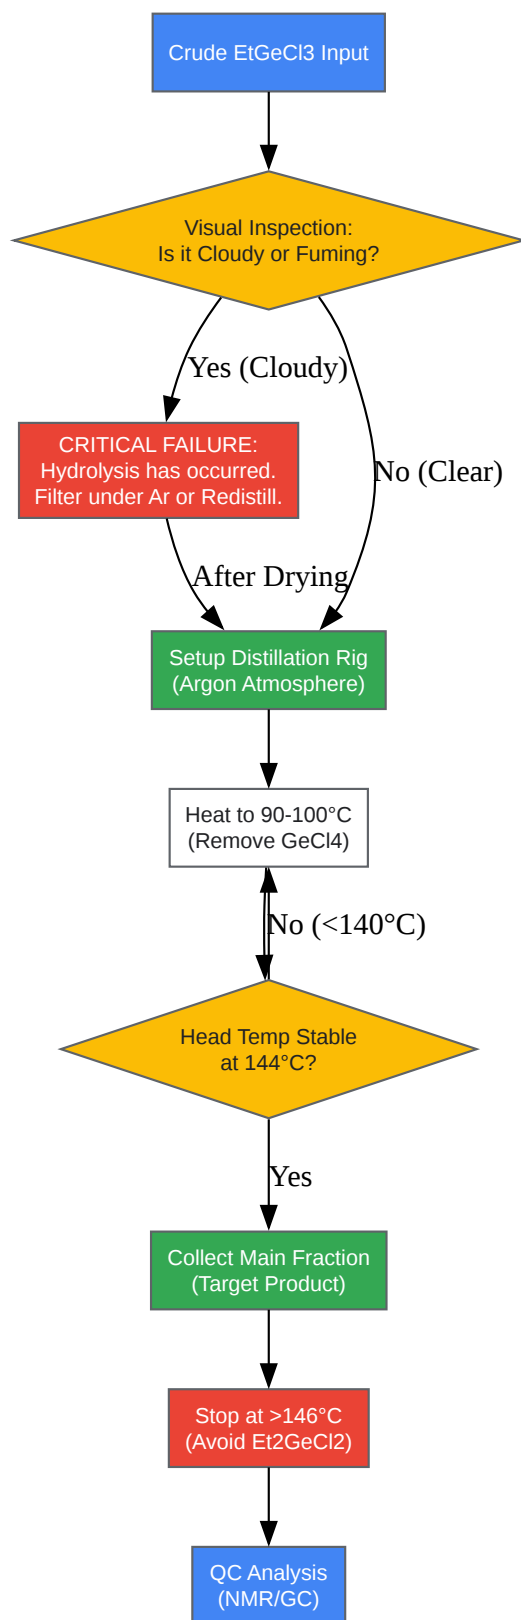 Crude EtGeCl3 Input
Visual Inspection:
Is it Cloudy or Fuming?
Yes (Cloudy)
CRITICAL FAILURE:
Hydrolysis has occurred.
Filter under Ar or Redistill.
No (Clear)
After Drying
Setup Distillation Rig
(Argon Atmosphere)
Heat to 90-100°C
(Remove GeCl4)
No (<140°C)
Head Temp Stable
at 144°C?
Yes
Collect Main Fraction
(Target Product)
Stop at >146°C
(Avoid Et2GeCl2)
QC Analysis
(NMR/GC)